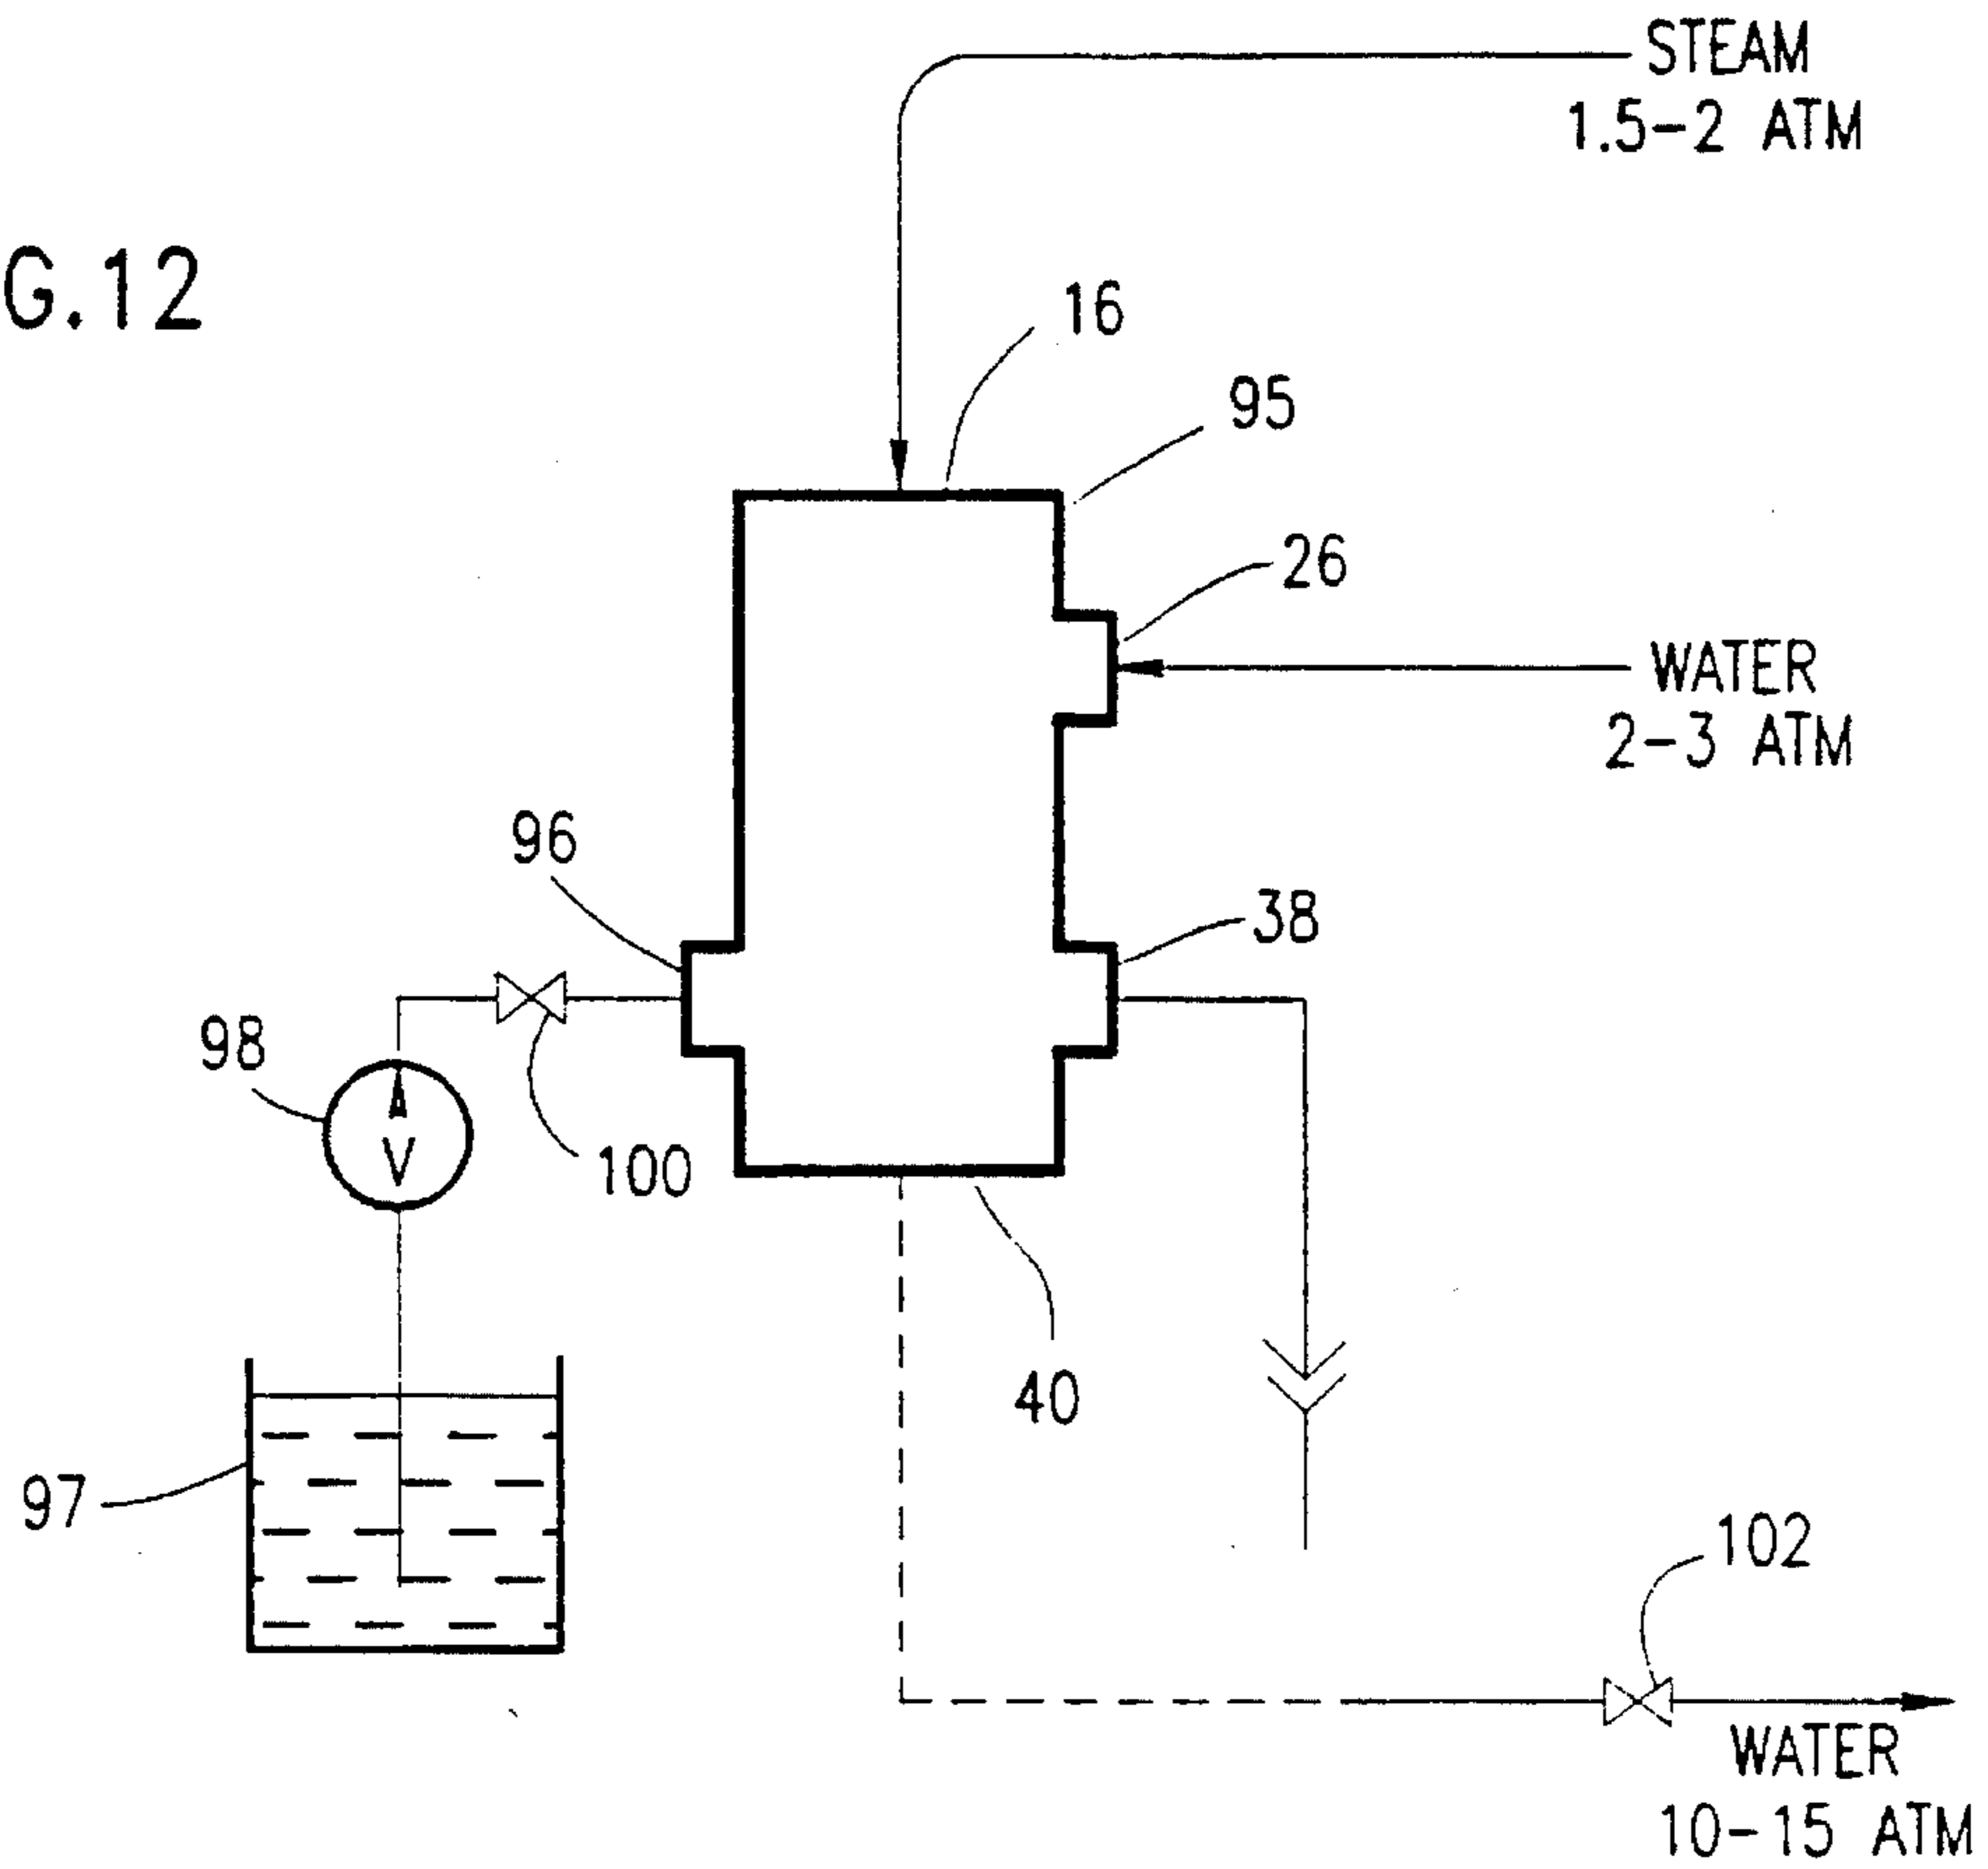 STEAM
1.5-2 ATM
G.12
16
95
26
WATER
2-3 ATM
96
38
98
V
100
40
97
102
WATER
10-15 ATM